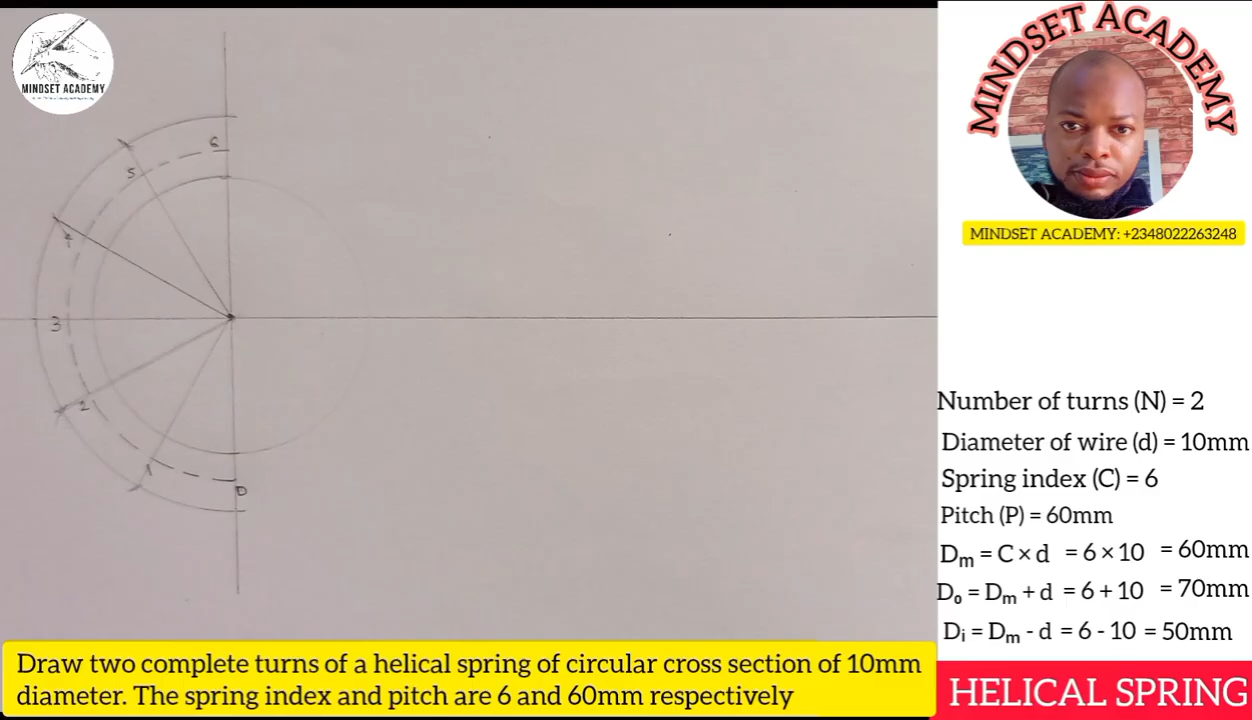 MINDSET ACADEMY
6
5
4
3
2
1
0
MINDSET ACADEMY
MINDSET ACADEMY: +2348022263248
Number of turns (N) = 2
Diameter of wire (d) = 10mm
Spring index (C) = 6
Pitch (P) = 60mm
Dm = C × d = 6 × 10 = 60mm
Do = Dm + d = 6 + 10 = 70mm
Di = Dm - d = 6 - 10 = 50mm
Draw two complete turns of a helical spring of circular cross section of 10mm
diameter. The spring index and pitch are 6 and 60mm respectively
HELICAL SPRING